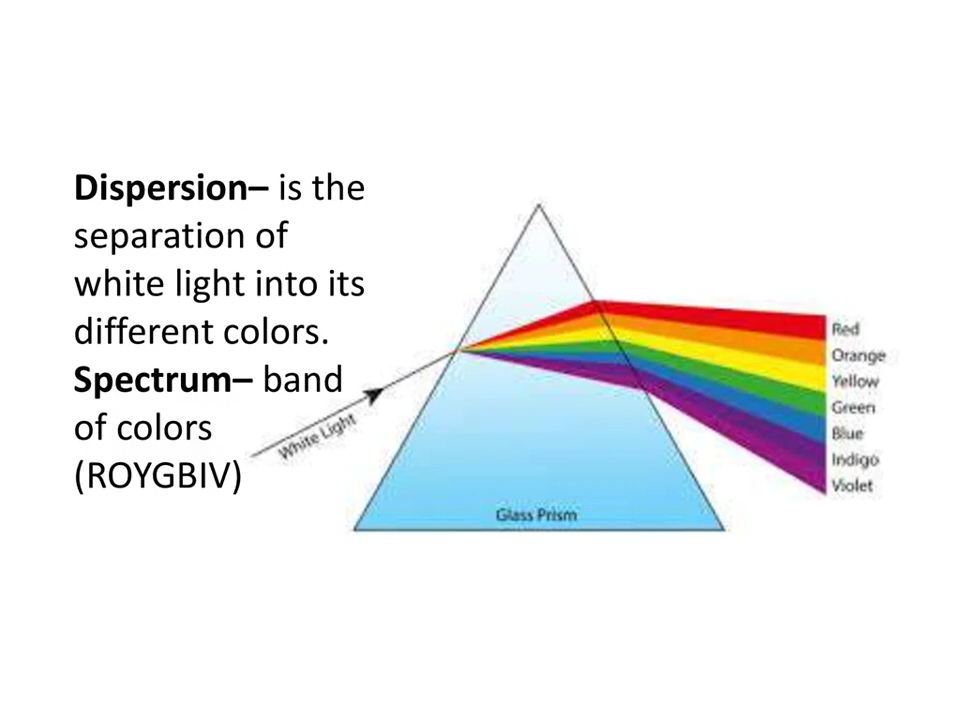 Dispersion– is the
separation of
white light into its
different colors.
Spectrum– band
of colors
(ROYGBIV)
White Light
Glass Prism
Red
Orange
Yellow
Green
Blue
Indigo
Violet